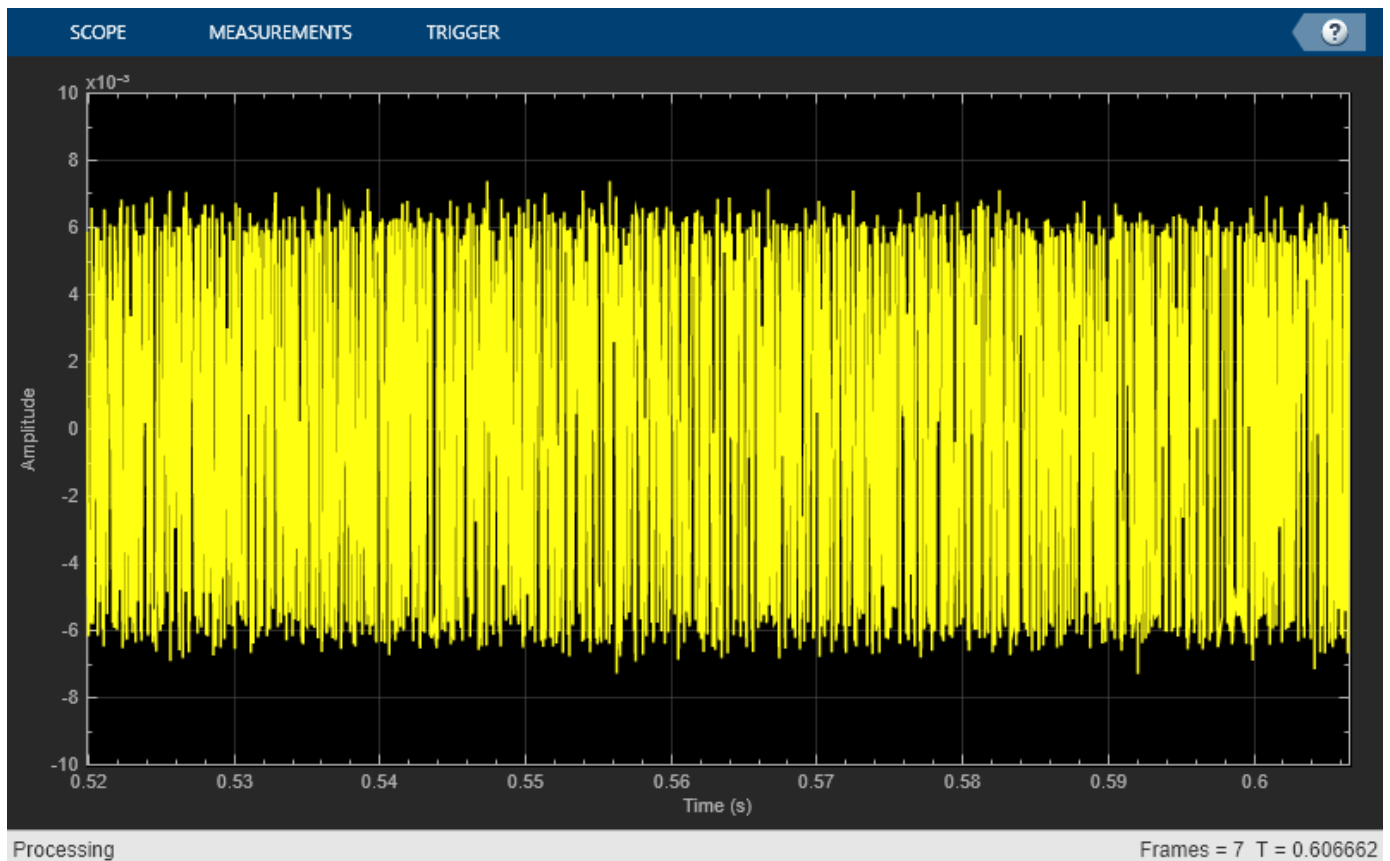 SCOPE MEASUREMENTS TRIGGER ?
x10⁻³
10
8
6
4
2
0
-2
-4
-6
-8
-10
Amplitude
0.52 0.53 0.54 0.55 0.56 0.57 0.58 0.59 0.6
Time (s)
Processing Frames = 7 T = 0.606662